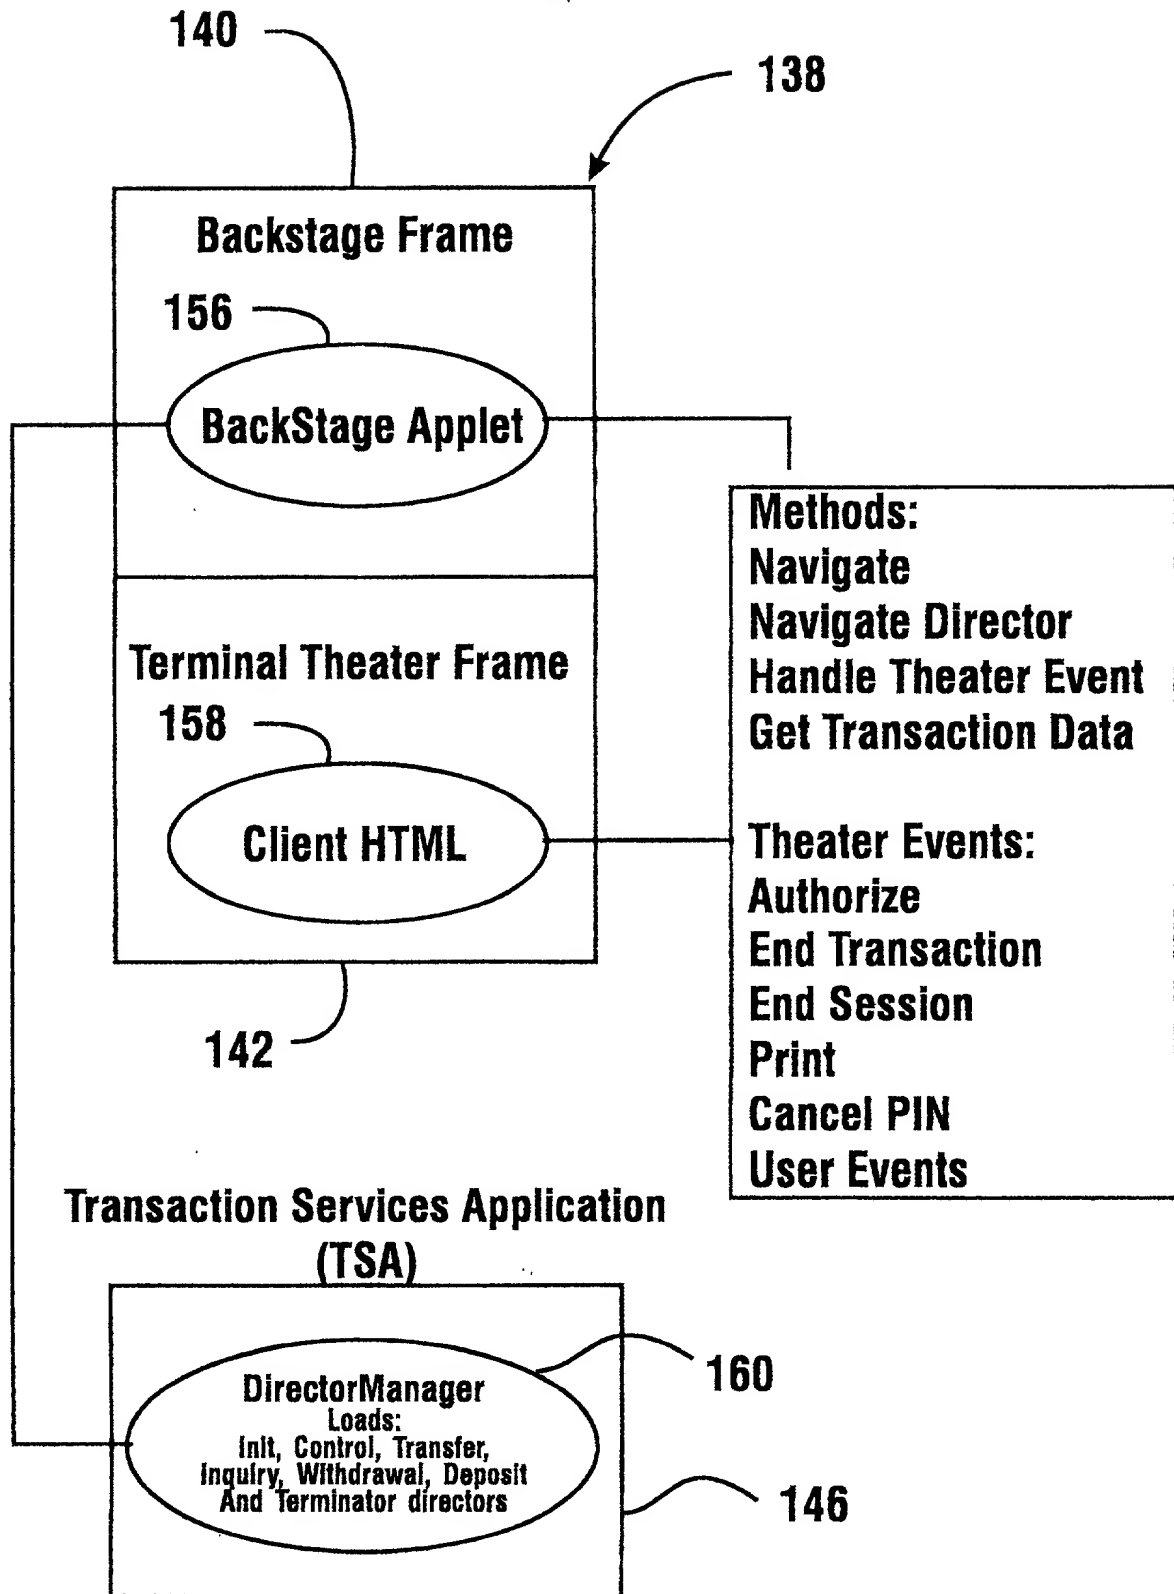 140
138
Backstage Frame
156
BackStage Applet
Methods:
Navigate
Navigate Director
Handle Theater Event
Get Transaction Data
Terminal Theater Frame
158
Client HTML
Theater Events:
Authorize
End Transaction
End Session
Print
Cancel PIN
User Events
142
Transaction Services Application
(TSA)
DirectorManager
Loads:
Init, Control, Transfer,
Inquiry, Withdrawal, Deposit
And Terminator directors
160
146